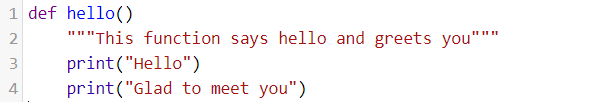 1 def hello()
2     """This function says hello and greets you"""
3     print("Hello")
4     print("Glad to meet you")